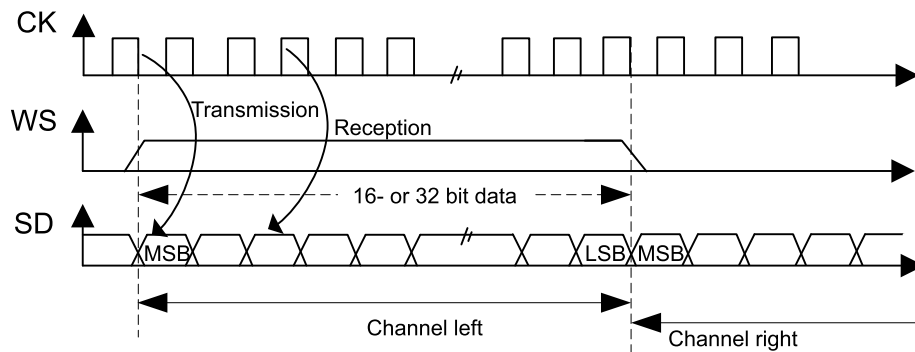 CK
Transmission
WS
Reception
16- or 32 bit data
SD
MSB LSB MSB
Channel left
Channel right